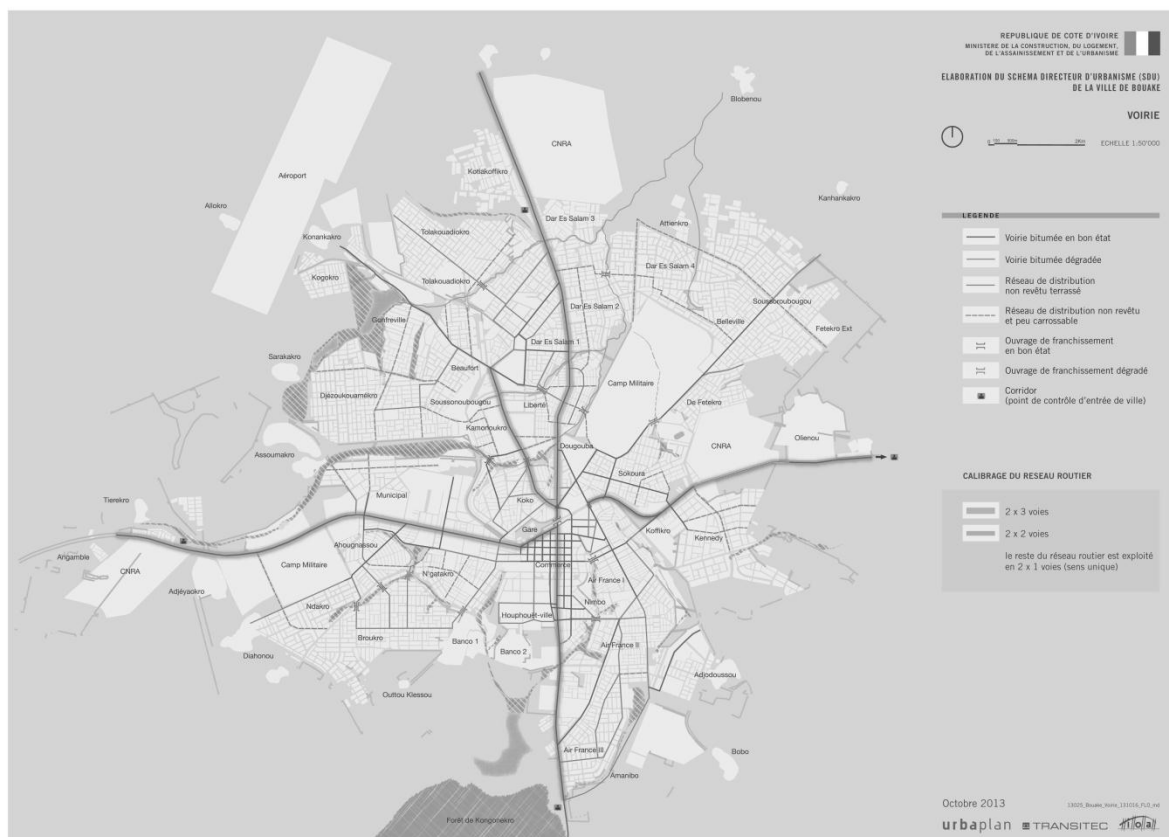 REPUBLIQUE DE COTE D'IVOIRE
MINISTERE DE LA CONSTRUCTION, DU LOGEMENT,
DE L'ASSAINISSEMENT ET DE L'URBANISME
ELABORATION DU SCHEMA DIRECTEUR D'URBANISME (SDU)
DE LA VILLE DE BOUAKE
VOIRIE
ECHELLE 1:50'000
LEGENDE
Voirie bitumée en bon état
Voirie bitumée dégradée
Réseau de distribution
non revêtu terrassé
Réseau de distribution non revêtu
et peu carrossable
Ouvrage de franchissement
en bon état
Ouvrage de franchissement dégradé
Corridor
(point de contrôle d'entrée de ville)
CALIBRAGE DU RESEAU ROUTIER
2 x 3 voies
2 x 2 voies
le reste du réseau routier est exploité
en 2 x 1 voies (sens unique)
Octobre 2013
urbaplan TRANSITEC ioa
Blobenou
CNRA
Kotiakoffikro
Aéroport
Kanhankakro
Allokro
Dar Es Salam 3
Attienkro
Tolakouadiokro
Konankakro
Dar Es Salam 4
Kogokro
Tolakouadiokro
Soussoroubougou
Dar Es Salam 2
Gonfreville
Belleville
Fetekro Ext
Dar Es Salam 1
Sarakakro
Beaufort
Camp Militaire
Djézoukouamékro
Soussonoubougou
Liberté
De Fetekro
Kamonoukro
Olienou
Dougouba
CNRA
Assoumakro
Sokoura
Municipal
Koko
Tierekro
Gare
Koffikro
Kennedy
Ahougnassou
Arigamble
Camp Militaire
Commerce
CNRA
N'gatakro
Air France I
Adjéyaokro
Nimbo
Ndakro
Houphouët-ville
Broukro
Banco 1
Air France II
Banco 2
Diahonou
Adjodoussou
Outtou Klessou
Air France III
Bobo
Amanibo
Forêt de Kongonekro